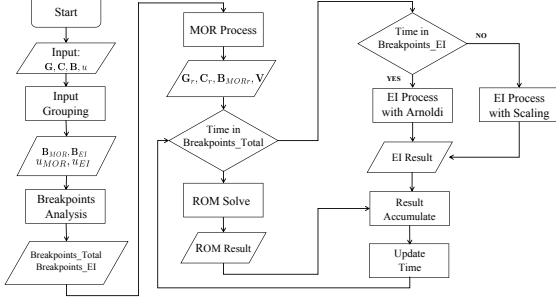 Start
Input:
G, C, B, u
Input
Grouping
B_MOR, B_EI
u_MOR, u_EI
Breakpoints
Analysis
Breakpoints_Total
Breakpoints_EI
MOR Process
G_r, C_r, B_MORr, V
Time in
Breakpoints_Total
ROM Solve
ROM Result
Time in
Breakpoints_EI
NO
YES
EI Process
with Arnoldi
EI Process
with Scaling
EI Result
Result
Accumulate
Update
Time